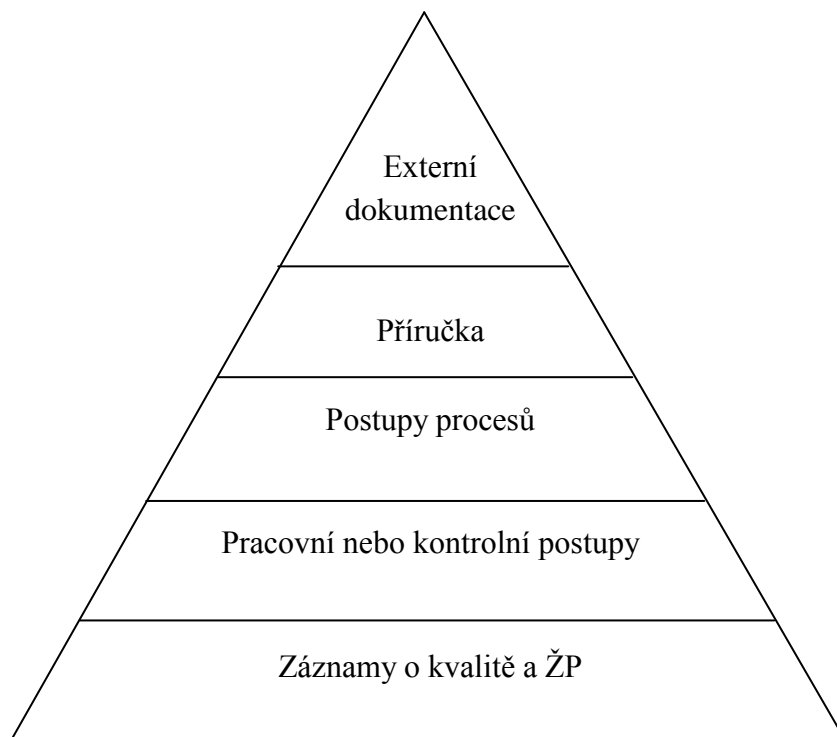 Externí
dokumentace
Příručka
Postupy procesů
Pracovní nebo kontrolní postupy
Záznamy o kvalitě a ŽP